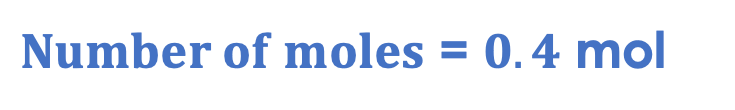 Number of moles = 0.4 mol